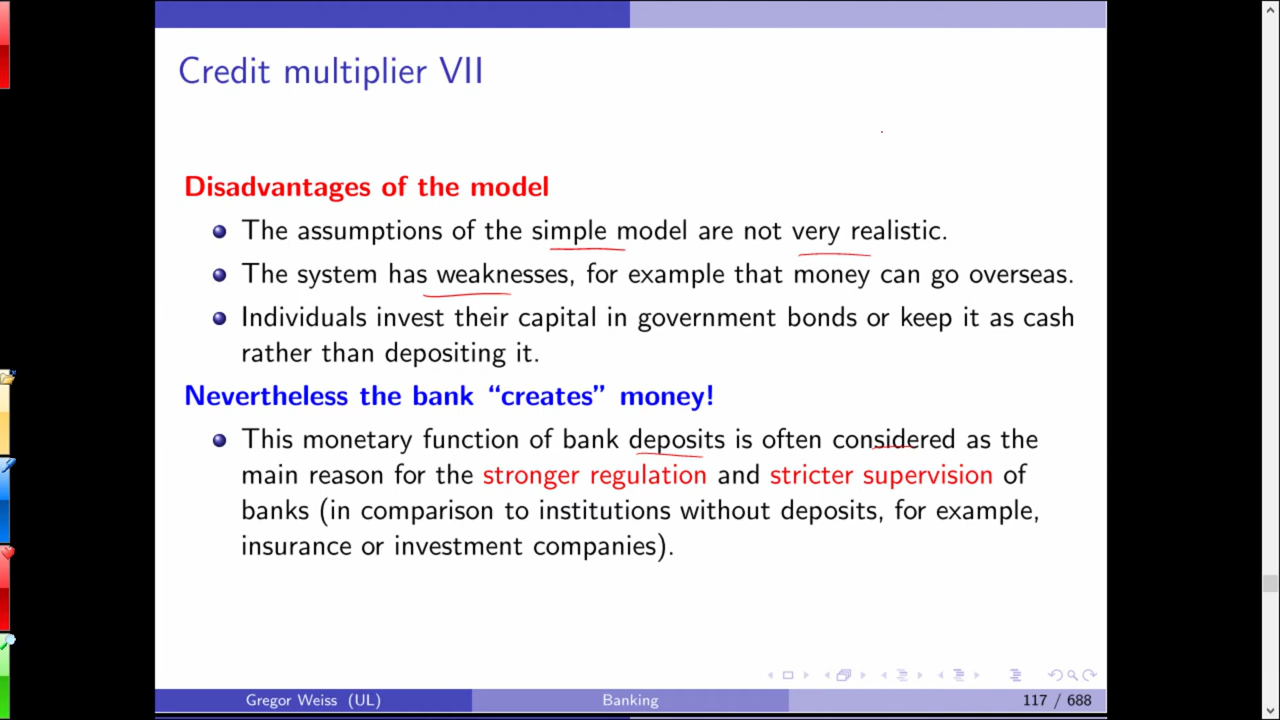 Credit multiplier VII
Disadvantages of the model
The assumptions of the simple model are not very realistic.
The system has weaknesses, for example that money can go overseas.
Individuals invest their capital in government bonds or keep it as cash
rather than depositing it.
Nevertheless the bank “creates” money!
This monetary function of bank deposits is often considered as the
main reason for the stronger regulation and stricter supervision of
banks (in comparison to institutions without deposits, for example,
insurance or investment companies).
Gregor Weiss (UL) Banking 117 / 688